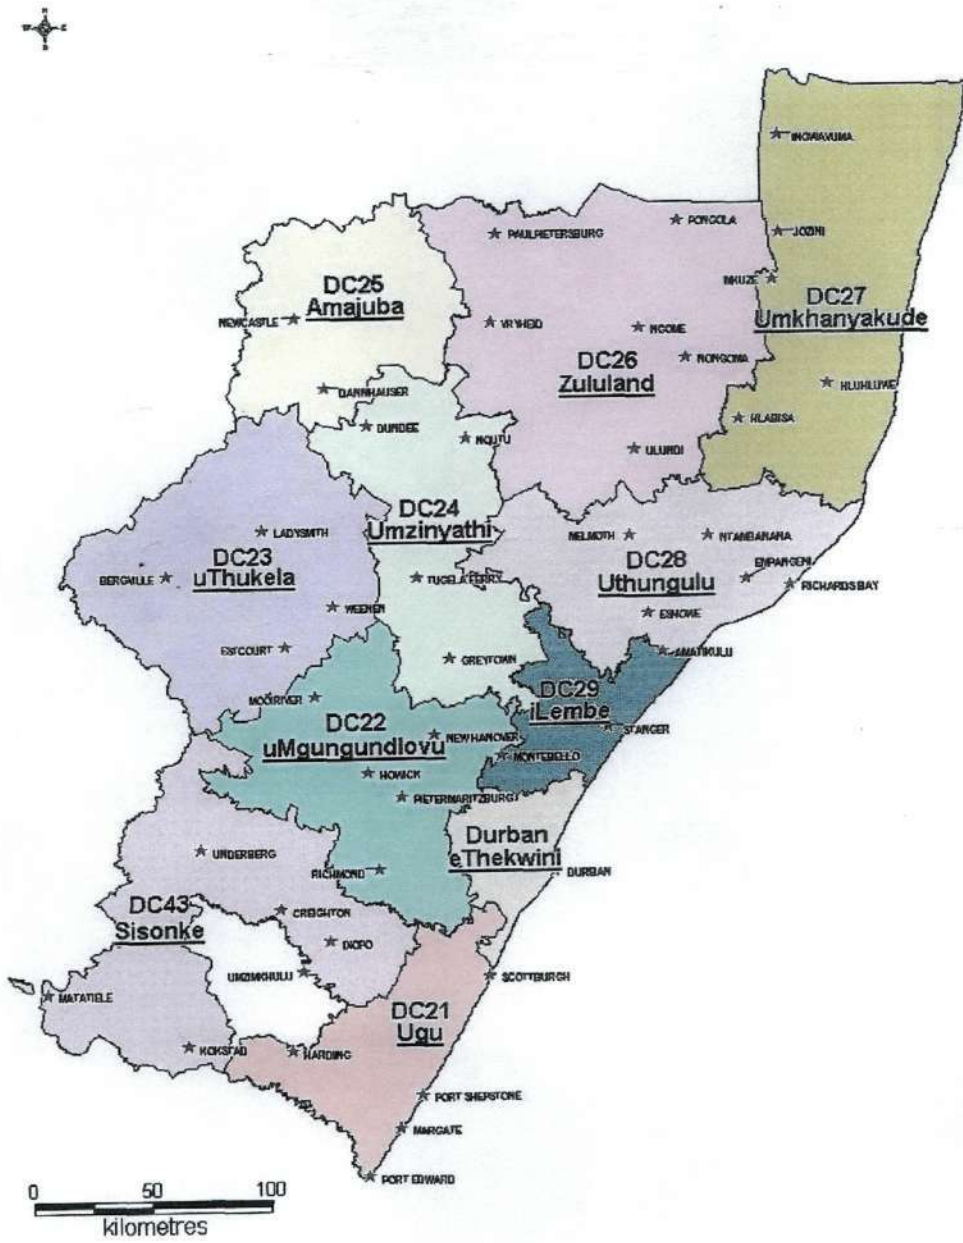 N
W E
INGWAVUMA
PONGOLA
PAULPIETERSBURG
JOZINI
MKUZE
DC25
Amajuba
DC27
Umkhanyakude
NEWCASTLE
VRYHEID
NGOME
DC26
Zululand
NONGOMA
DANNHAUSER
HLUHLUWE
DUNDEE
NQUTU
HLABISA
ULUNDI
DC24
Umzinyathi
LADYSMITH
MELMOTH
NTAMBANANA
DC23
uThukela
DC28
Uthungulu
BERGVILLE
TUGELA FERRY
EMPANGENI
RICHARDS BAY
WEENEN
ESHOWE
ESTCOURT
GREYTOWN
AMATIKULU
MOOI RIVER
DC29
iLembe
DC22
uMgungundlovu
NEW HANOVER
STANGER
MONTEBELLO
HOWICK
PIETERMARITZBURG
Durban
eThekwini
UNDERBERG
RICHMOND
DURBAN
DC43
Sisonke
CREIGHTON
DIOFO
UMZIMKHULU
SCOTTBURGH
MATATIELE
DC21
Ugu
KOKSTAD
HARDING
PORT SHEPSTONE
MARGATE
PORT EDWARD
0 50 100
kilometres